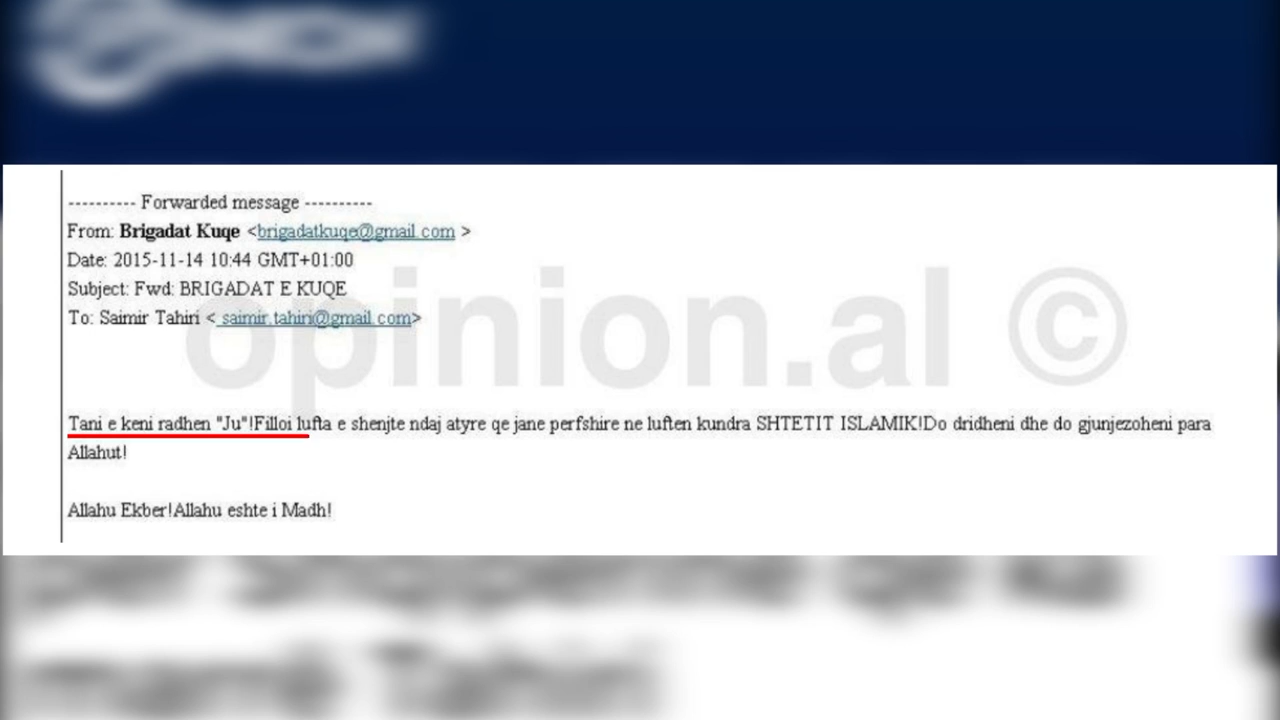 ---------- Forwarded message ----------
From: Brigadat Kuqe <brigadatkuqe@gmail.com >
Date: 2015-11-14 10:44 GMT+01:00
Subject: Fwd: BRIGADAT E KUQE
To: Saimir Tahiri < saimir.tahiri@gmail.com>
opinion.al ©
Tani e keni radhen "Ju"!Filloi lufta e shenjte ndaj atyre qe jane perfshire ne luften kundra SHTETIT ISLAMIK!Do dridheni dhe do gjunjezoheni para
Allahut!
Allahu Ekber!Allahu eshte i Madh!